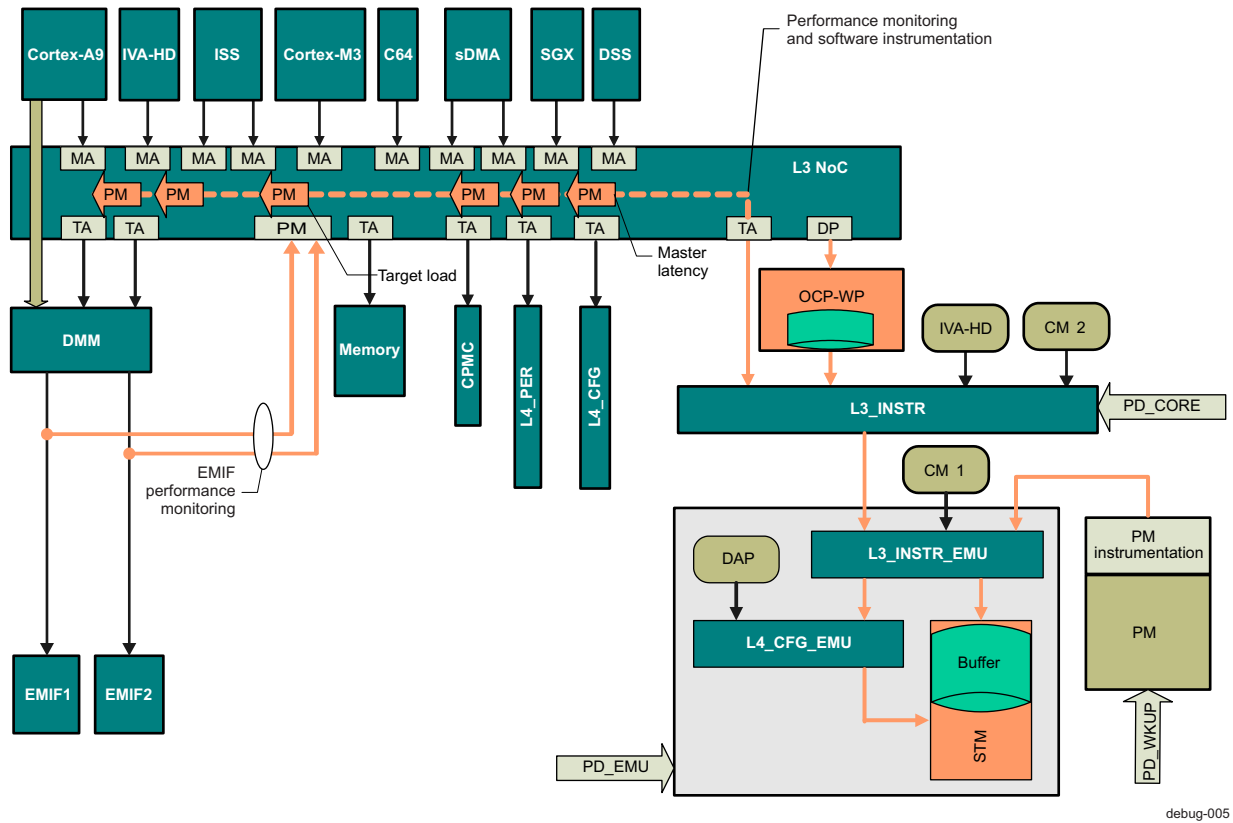 Performance monitoring
and software instrumentation
Cortex-A9
IVA-HD
ISS
Cortex-M3
C64
sDMA
SGX
DSS
MA
MA
MA
MA
MA
MA
MA
MA
MA
MA
L3 NoC
PM
PM
PM
PM
PM
PM
TA
TA
PM
TA
TA
TA
TA
TA
DP
Target load
Master
latency
OCP-WP
DMM
Memory
CPMC
L4_PER
L4_CFG
IVA-HD
CM 2
L3_INSTR
PD_CORE
EMIF
performance
monitoring
CM 1
DAP
L3_INSTR_EMU
PM
instrumentation
L4_CFG_EMU
Buffer
PM
STM
EMIF1
EMIF2
PD_EMU
PD_WKUP
debug-005